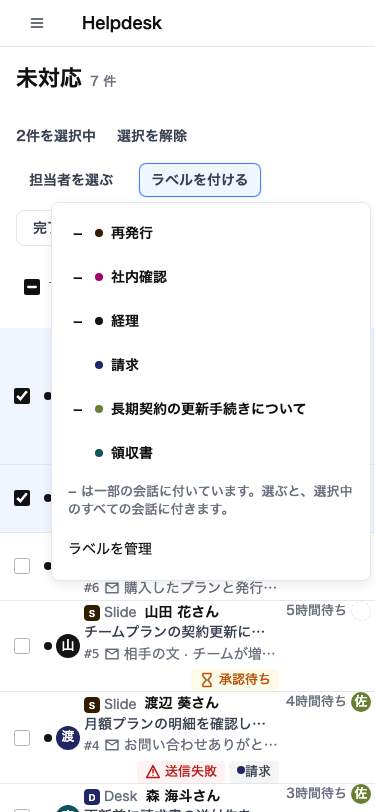 Helpdesk
未対応 7 件
2件を選択中 選択を解除
担当者を選ぶ ラベルを付ける
– 再発行
– 社内確認
– 経理
請求
– 長期契約の更新手続きについて
領収書
– は一部の会話に付いています。選ぶと、選択中
のすべての会話に付きます。
ラベルを管理
#6 購入したプランと発行…
S Slide 山田 花さん 5時間待ち
山 チームプランの契約更新に…
#5 相手の文 · チームが増…
承認待ち
S Slide 渡辺 葵さん 4時間待ち 佐
渡 月額プランの明細を確認し…
#4 お問い合わせありがと…
送信失敗 請求
D Desk 森 海斗さん 3時間待ち 佐